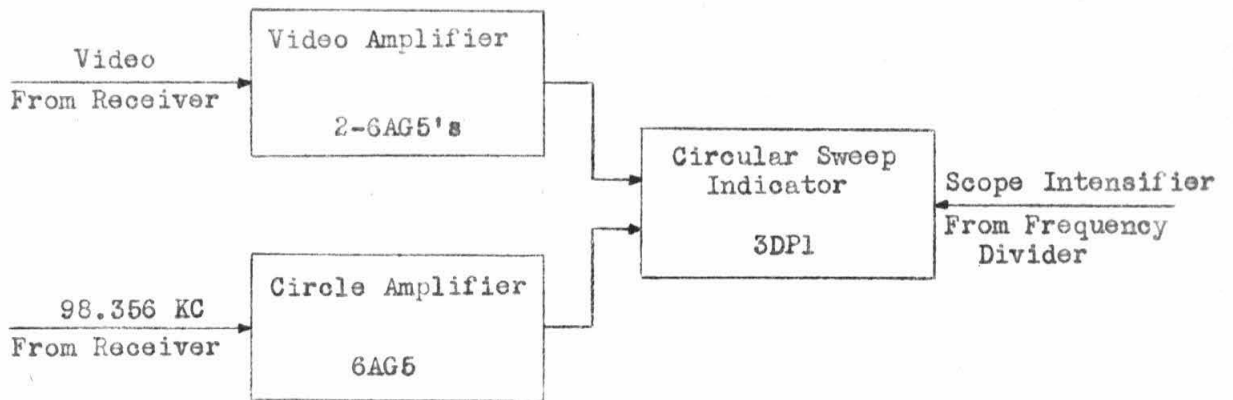 Video
From Receiver
Video Amplifier
2-6AG5's
98.356 KC
From Receiver
Circle Amplifier
6AG5
Circular Sweep
Indicator
3DP1
Scope Intensifier
From Frequency
Divider